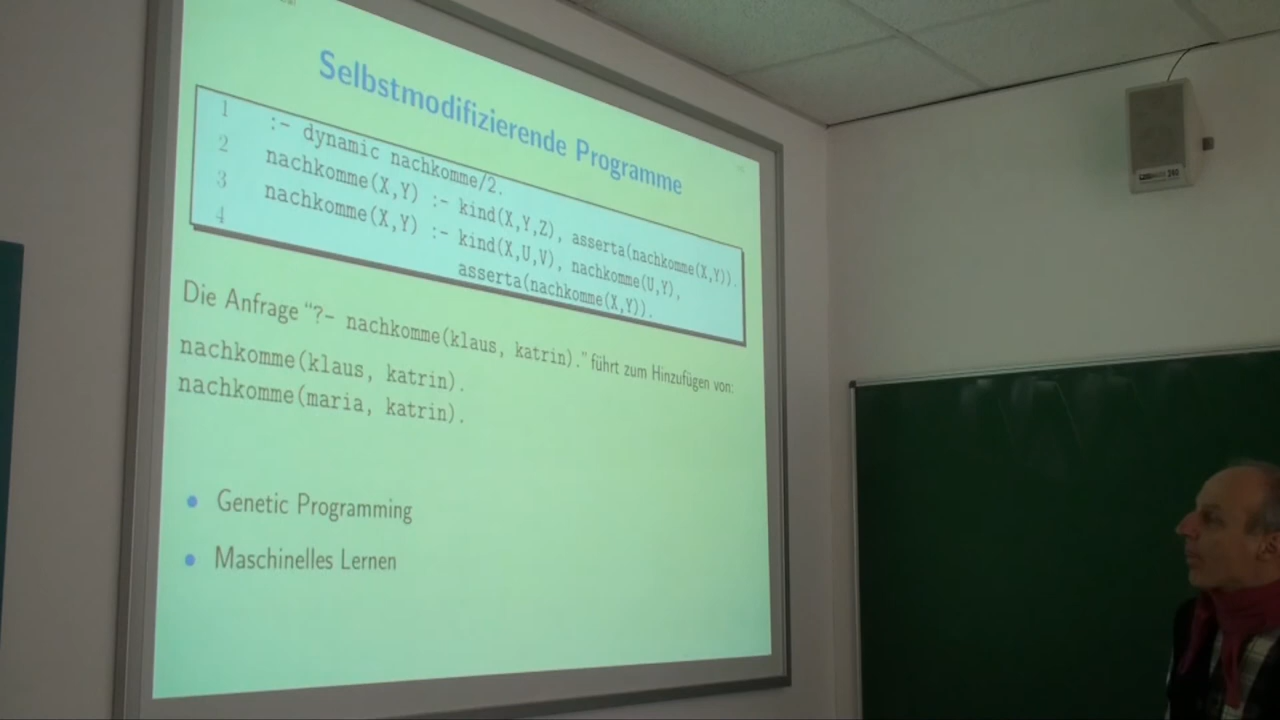 Selbstmodifizierende Programme
1 :- dynamic nachkomme/2.
2 nachkomme(X,Y) :- kind(X,Y,Z), asserta(nachkomme(X,Y)).
3 nachkomme(X,Y) :- kind(X,U,V), nachkomme(U,Y),
4 asserta(nachkomme(X,Y)).
Die Anfrage “?- nachkomme(klaus, katrin).” führt zum Hinzufügen von:
nachkomme(klaus, katrin).
nachkomme(maria, katrin).
• Genetic Programming
• Maschinelles Lernen